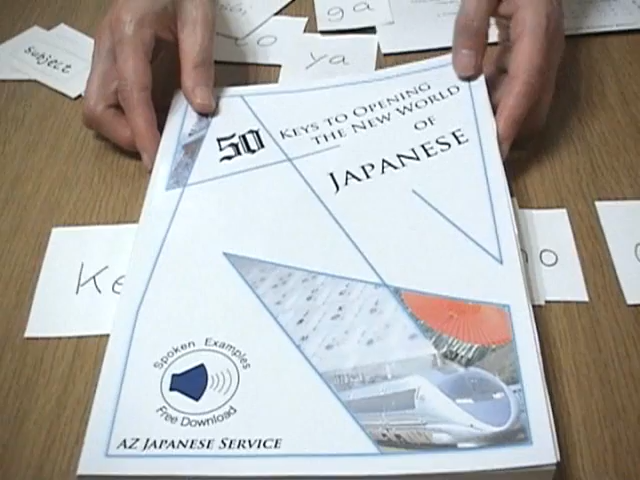 ga
o
ya
subject
50
KEYS TO OPENING
THE NEW WORLD
OF
JAPANESE
Ke
no
Spoken Examples
Free Download
AZ JAPANESE SERVICE